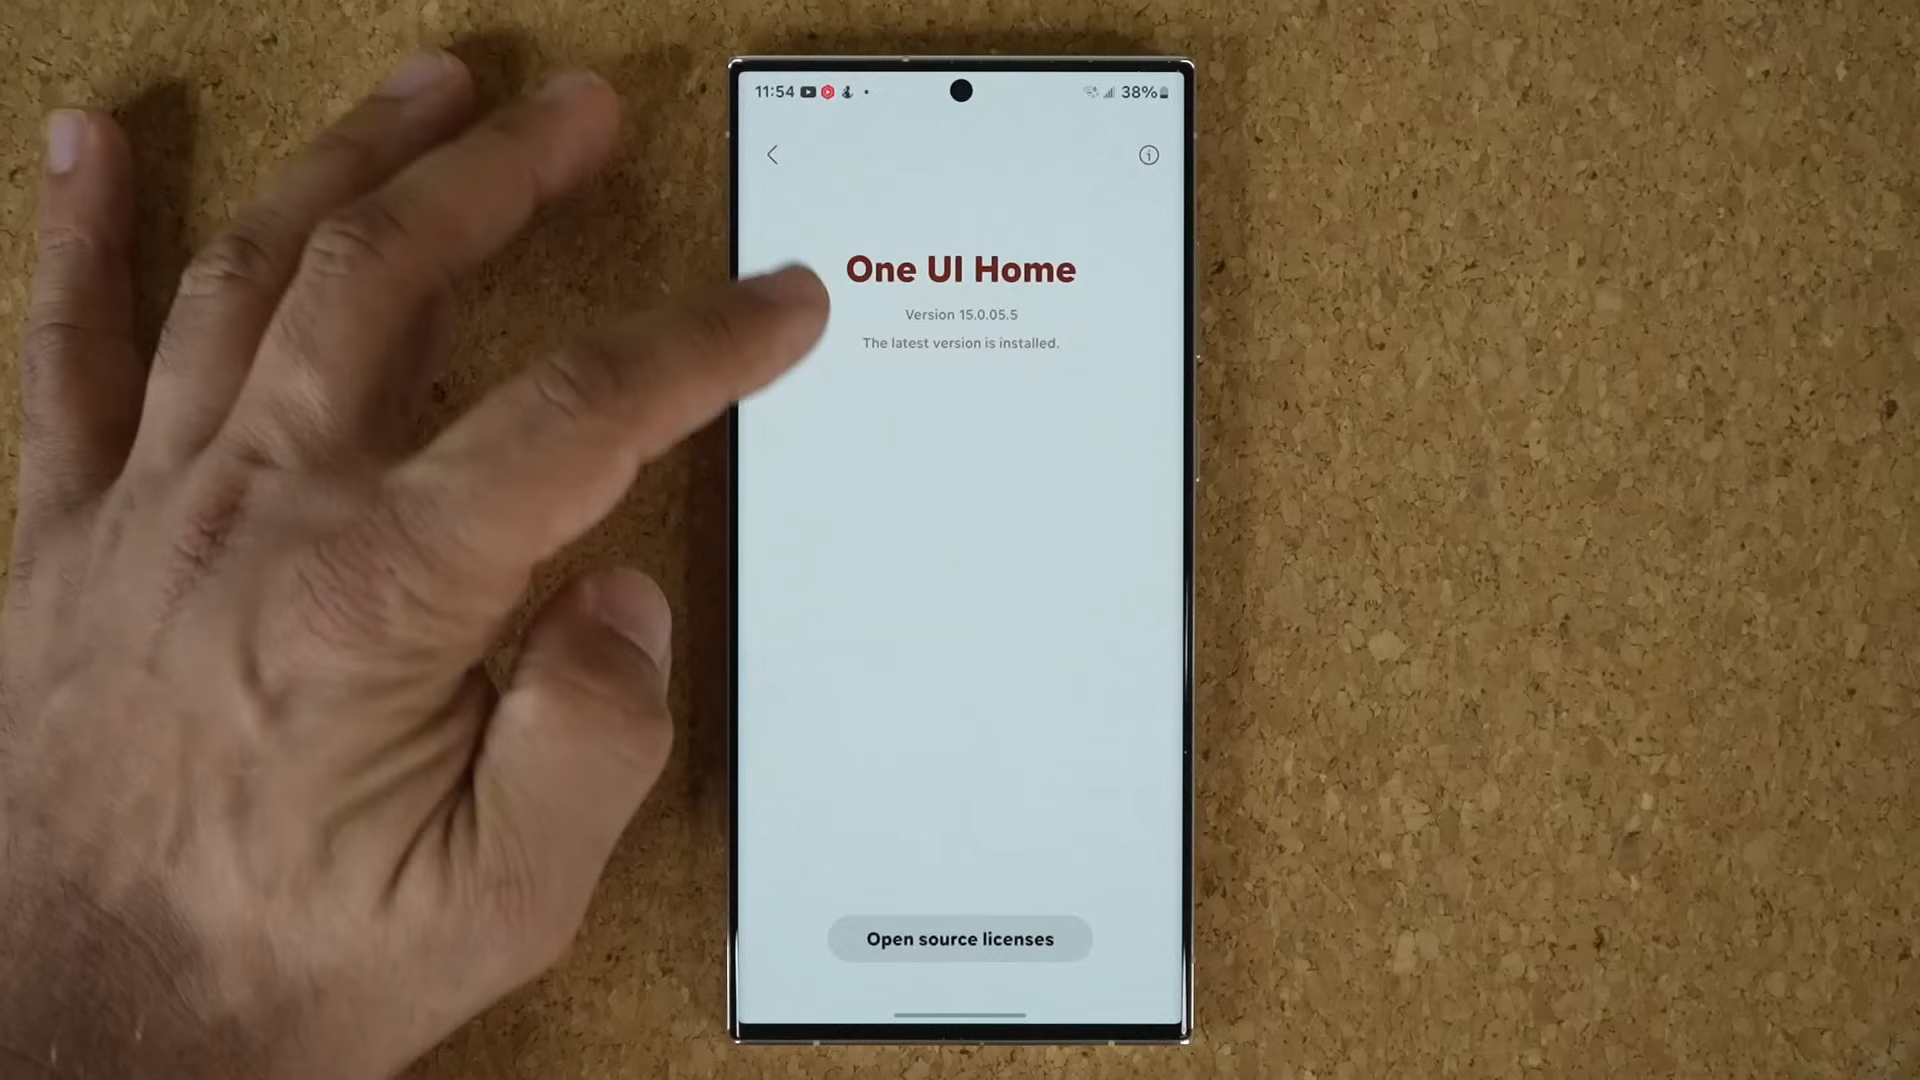 11:54
38%
One UI Home
Version 15.0.05.5
The latest version is installed.
Open source licenses